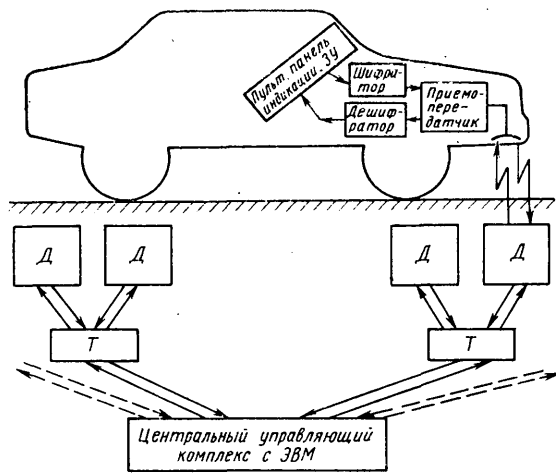 Пульт, панель
индикации, ЗУ
Шифра-
тор
Дешиф-
ратор
Приемо-
пере-
датчик
Д
Д
Д
Д
Т
Т
Центральный управляющий
комплекс с ЭВМ